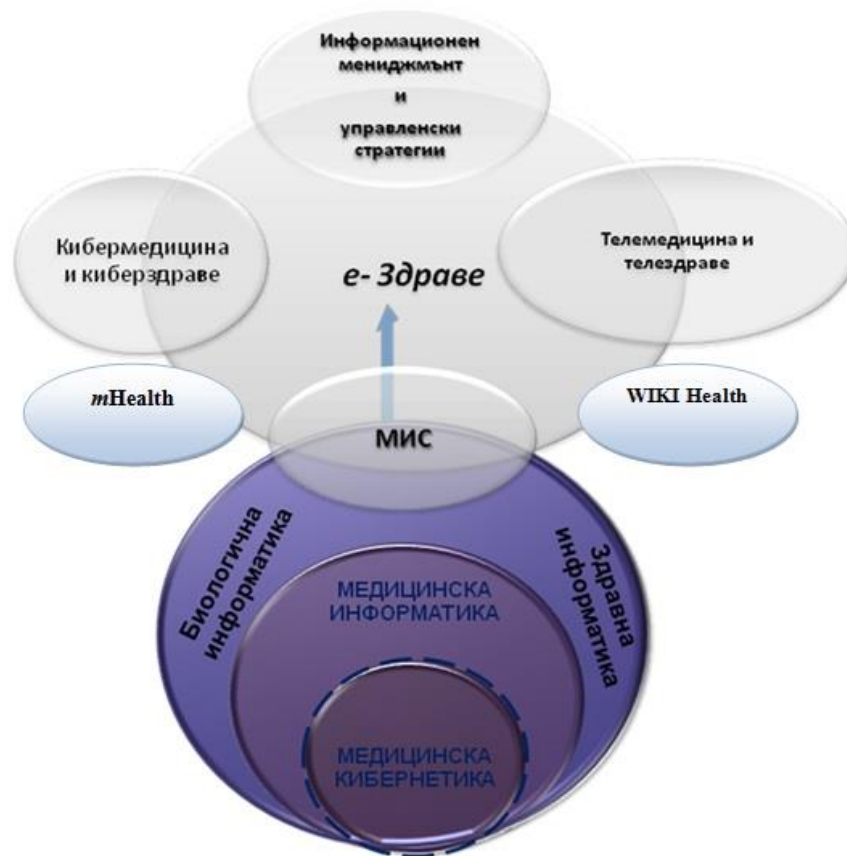 Информационен
мениджмънт
и
управленски
стратегии
Кибермедицина
и киберздраве
е- Здраве
Телемедицина и
телездраве
mHealth
WIKI Health
МИС
Биологична
информатика
Здравна
информатика
МЕДИЦИНСКА
ИНФОРМАТИКА
МЕДИЦИНСКА
КИБЕРНЕТИКА